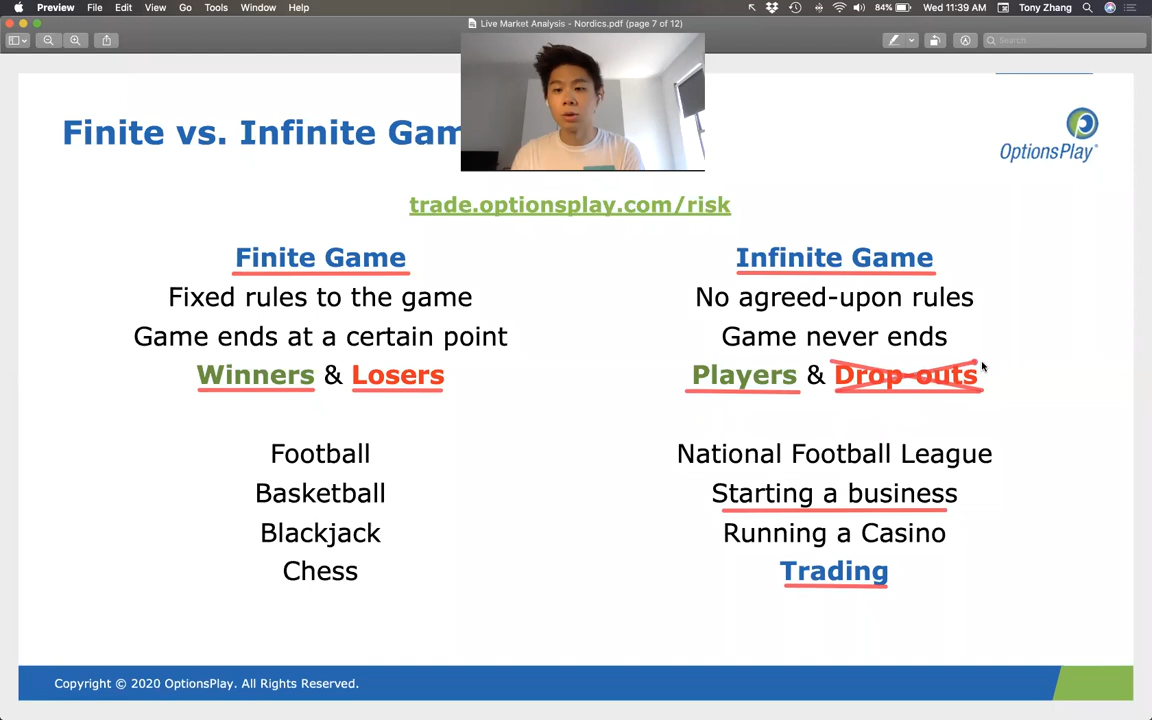 Preview File Edit View Go Tools Window Help 84% Wed 11:39 AM Tony Zhang
Live Market Analysis - Nordics.pdf (page 7 of 12)
Search
Finite vs. Infinite Gam
OptionsPlay
trade.optionsplay.com/risk
Finite Game
Fixed rules to the game
Game ends at a certain point
Winners & Losers
Football
Basketball
Blackjack
Chess
Infinite Game
No agreed-upon rules
Game never ends
Players & Drop-outs
National Football League
Starting a business
Running a Casino
Trading
Copyright © 2020 OptionsPlay. All Rights Reserved.